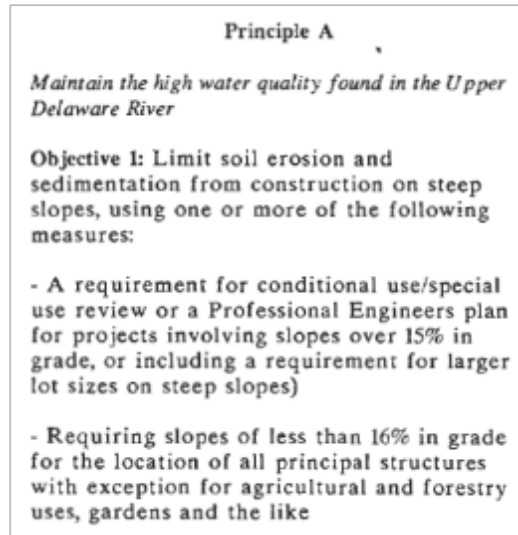 Principle A
Maintain the high water quality found in the Upper
Delaware River
Objective 1: Limit soil erosion and
sedimentation from construction on steep
slopes, using one or more of the following
measures:
- A requirement for conditional use/special
use review or a Professional Engineers plan
for projects involving slopes over 15% in
grade, or including a requirement for larger
lot sizes on steep slopes)
- Requiring slopes of less than 16% in grade
for the location of all principal structures
with exception for agricultural and forestry
uses, gardens and the like